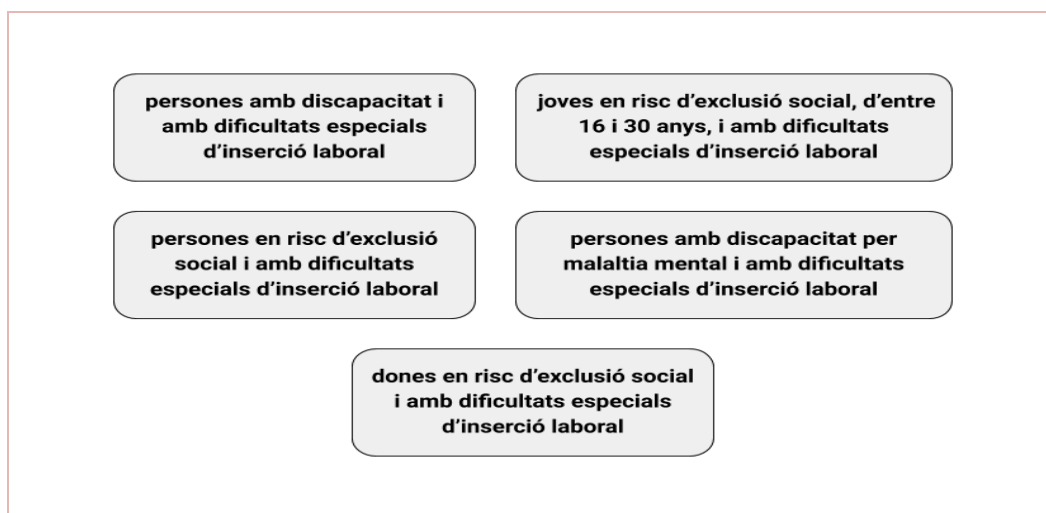 persones amb discapacitat i
amb dificultats especials
d’inserció laboral
joves en risc d’exclusió social, d’entre
16 i 30 anys, i amb dificultats
especials d’inserció laboral
persones en risc d’exclusió
social i amb dificultats
especials d’inserció laboral
persones amb discapacitat per
malaltia mental i amb dificultats
especials d’inserció laboral
dones en risc d’exclusió social
i amb dificultats especials
d’inserció laboral